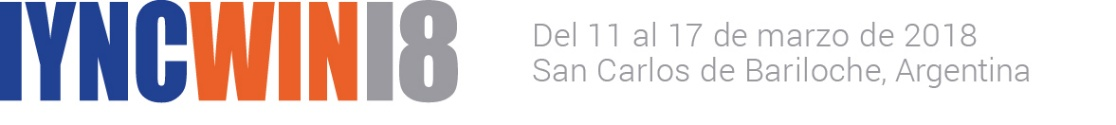 IYNCWIN18
Del 11 al 17 de marzo de 2018
San Carlos de Bariloche, Argentina